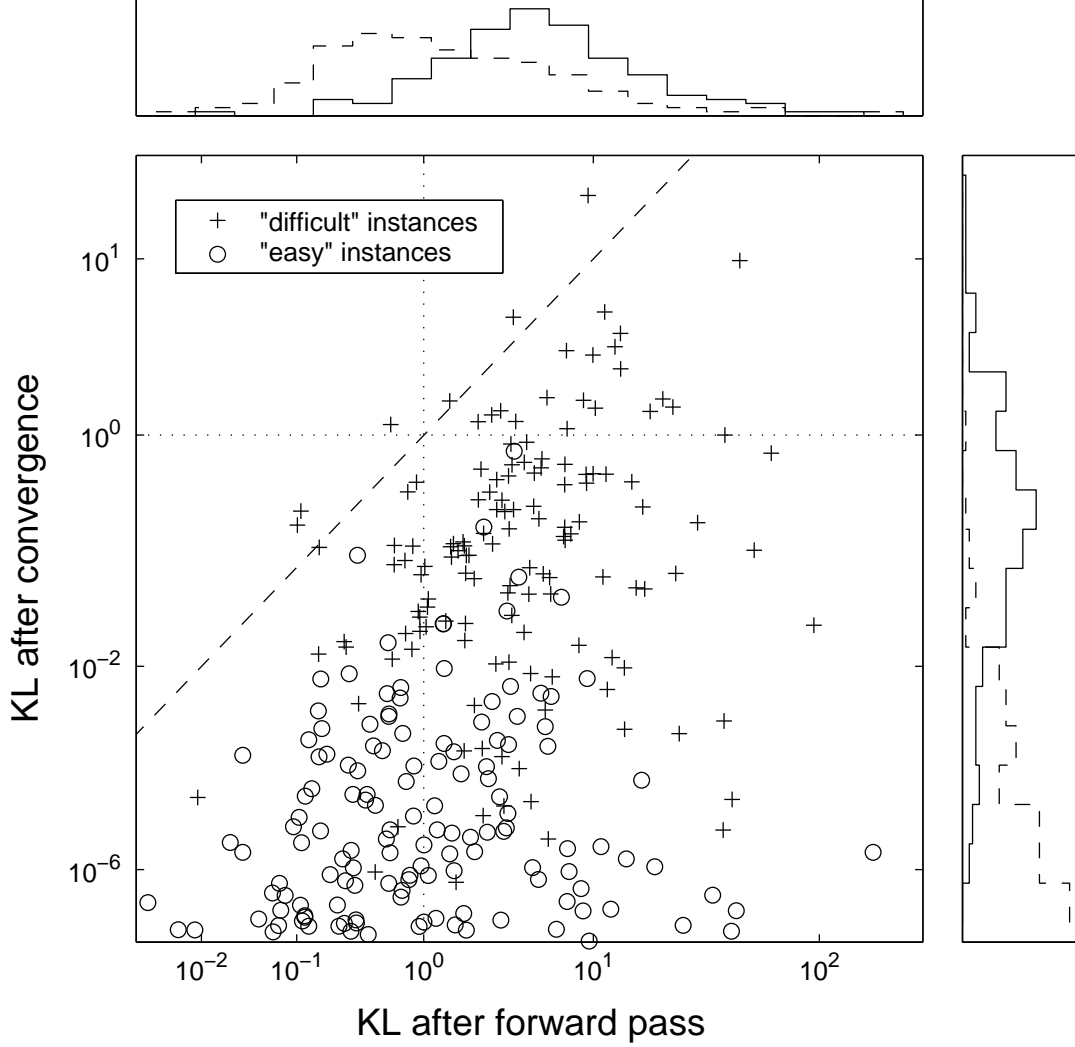 "difficult" instances
"easy" instances
10^1
10^0
10^−2
10^−6
KL after convergence
10^−2 10^−1 10^0 10^1 10^2
KL after forward pass